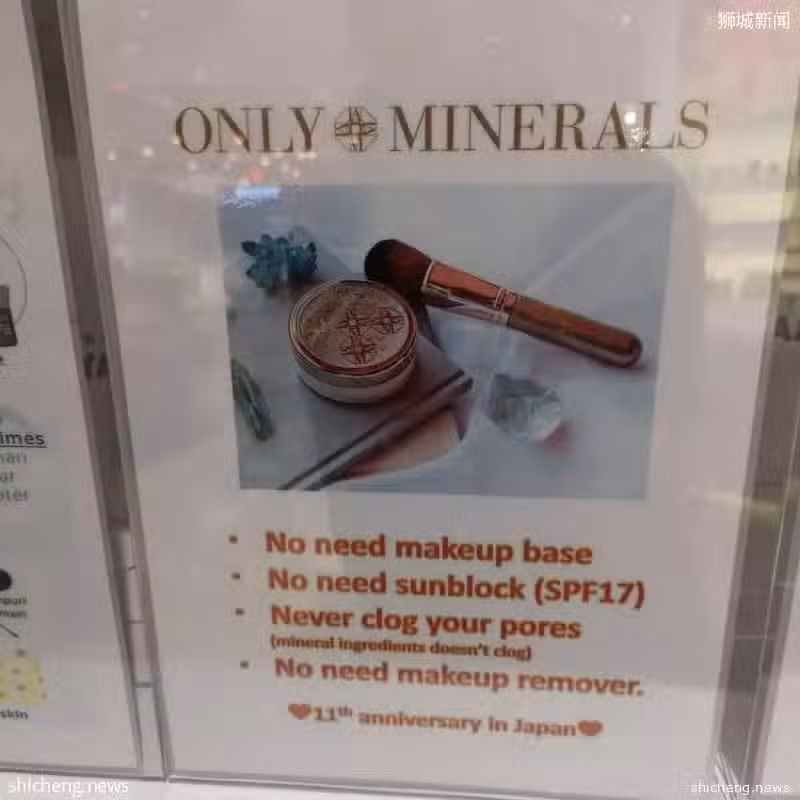 狮城新闻
ONLY MINERALS
• No need makeup base
• No need sunblock (SPF17)
• Never clog your pores
(mineral ingredients doesn't clog)
• No need makeup remover.
❤11th anniversary in Japan❤
imes
skin
shicheng.news
shicheng.news